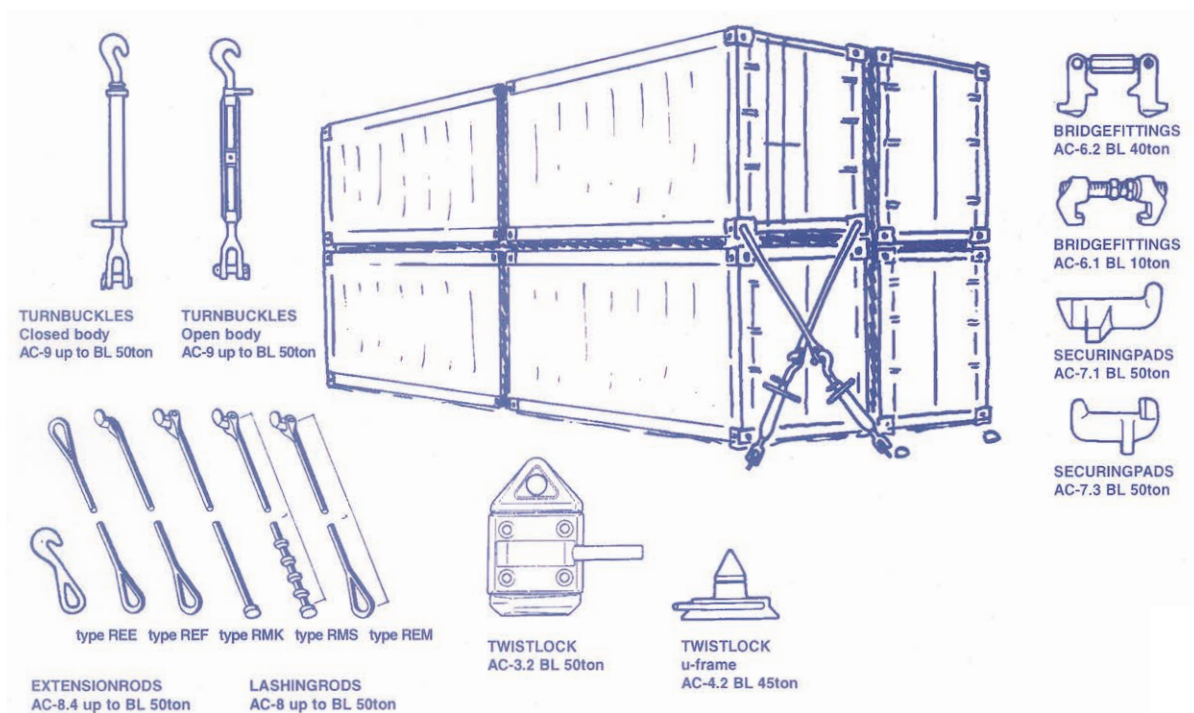 TURNBUCKLES
Closed body
AC-9 up to BL 50ton
TURNBUCKLES
Open body
AC-9 up to BL 50ton
BRIDGEFITTINGS
AC-6.2 BL 40ton
BRIDGEFITTINGS
AC-6.1 BL 10ton
SECURINGPADS
AC-7.1 BL 50ton
SECURINGPADS
AC-7.3 BL 50ton
type REE type REF type RMK type RMS type REM
EXTENSIONRODS
AC-8.4 up to BL 50ton
LASHINGRODS
AC-8 up to BL 50ton
TWISTLOCK
AC-3.2 BL 50ton
TWISTLOCK
u-frame
AC-4.2 BL 45ton